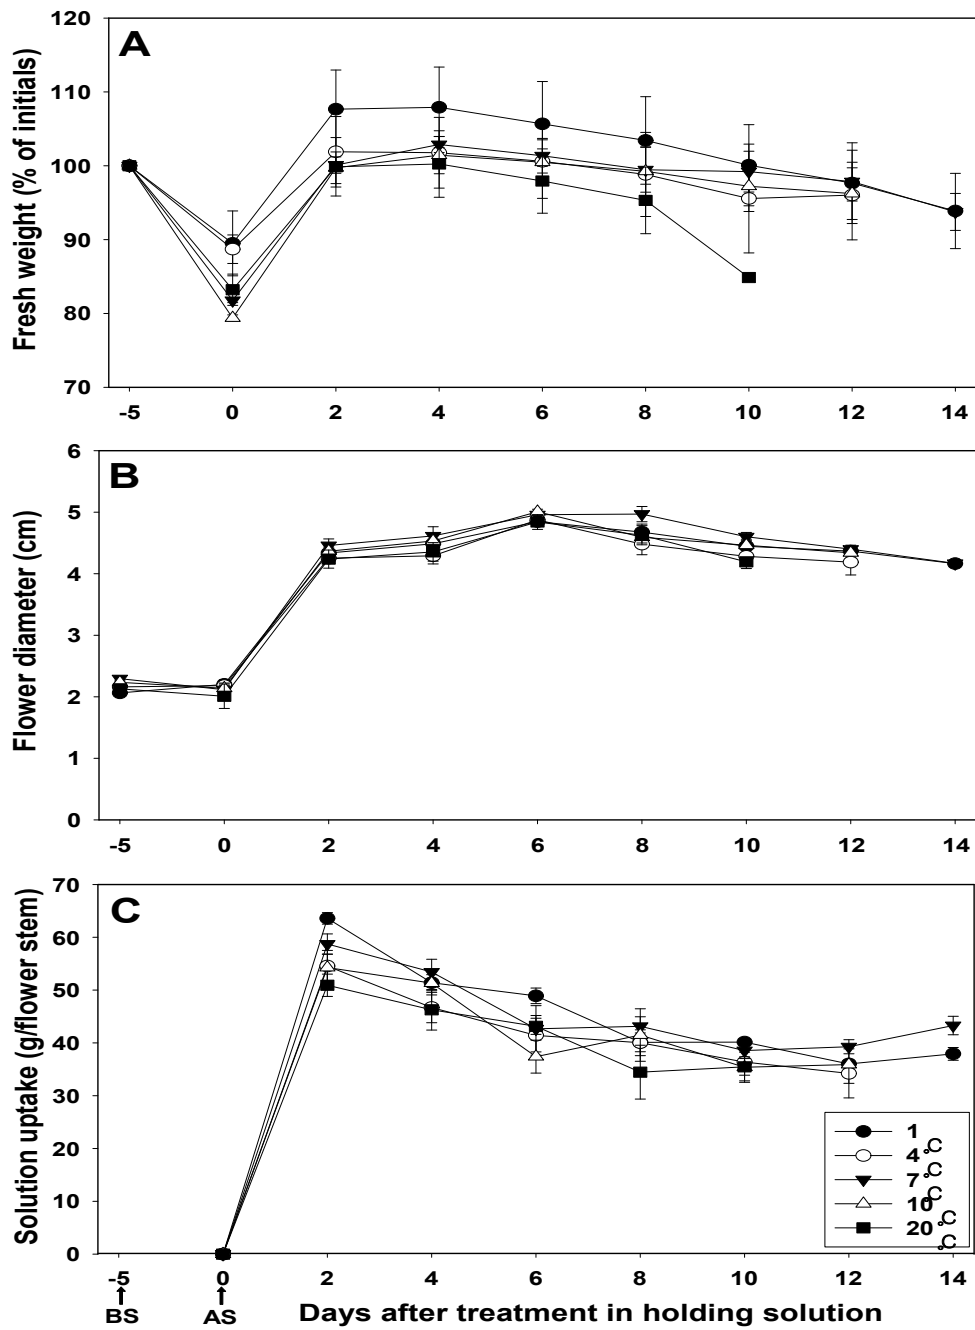 A
Fresh weight (% of initials)
120
110
100
90
80
70
-5 0 2 4 6 8 10 12 14
B
Flower diameter (cm)
6
5
4
3
2
1
0
-5 0 2 4 6 8 10 12 14
C
Solution uptake (g/flower stem)
70
60
50
40
30
20
10
0
1
°C
4
°C
7
°C
10
°C
20
°C
-5 0 2 4 6 8 10 12 14
BS AS Days after treatment in holding solution